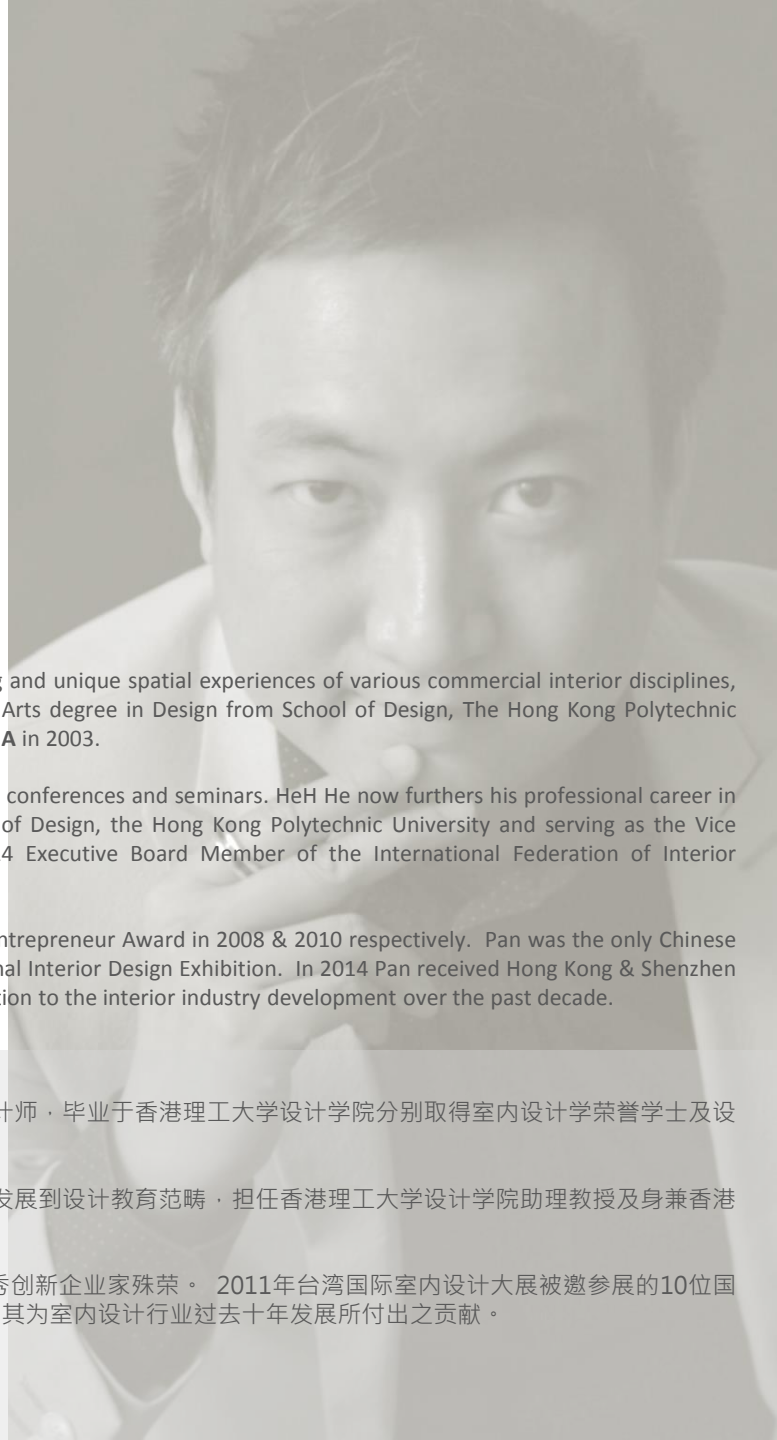 and unique spatial experiences of various commercial interior disciplines,
Arts degree in Design from School of Design, The Hong Kong Polytechnic
A in 2003.
conferences and seminars. HeH He now furthers his professional career in
of Design, the Hong Kong Polytechnic University and serving as the Vice
4 Executive Board Member of the International Federation of Interior
ntrepreneur Award in 2008 & 2010 respectively. Pan was the only Chinese
nal Interior Design Exhibition. In 2014 Pan received Hong Kong & Shenzhen
tion to the interior industry development over the past decade.
计师，毕业于香港理工大学设计学院分别取得室内设计学荣誉学士及设
发展到设计教育范畴，担任香港理工大学设计学院助理教授及身兼香港
秀创新企业家殊荣。 2011年台湾国际室内设计大展被邀参展的10位国
其为室内设计行业过去十年发展所付出之贡献。